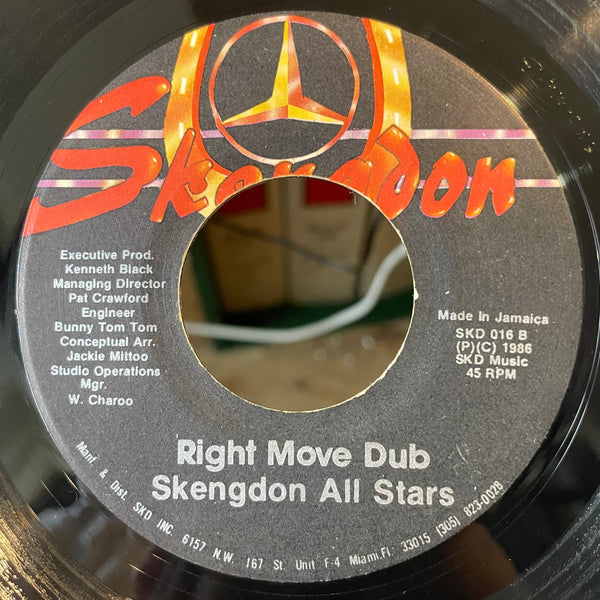 Skengdon
Executive Prod.
Kenneth Black
Managing Director
Pat Crawford
Engineer
Bunny Tom Tom
Conceptual Arr.
Jackie Mittoo
Studio Operations
Mgr.
W. Charoo
Made In Jamaica
SKD 016 B
(P)(C) 1986
SKD Music
45 RPM
Right Move Dub
Skengdon All Stars
Manf & Dist. SKD INC. 6157 N.W. 167 St. Unit F-4 Miami.Fl. 33015 (305) 823-0028